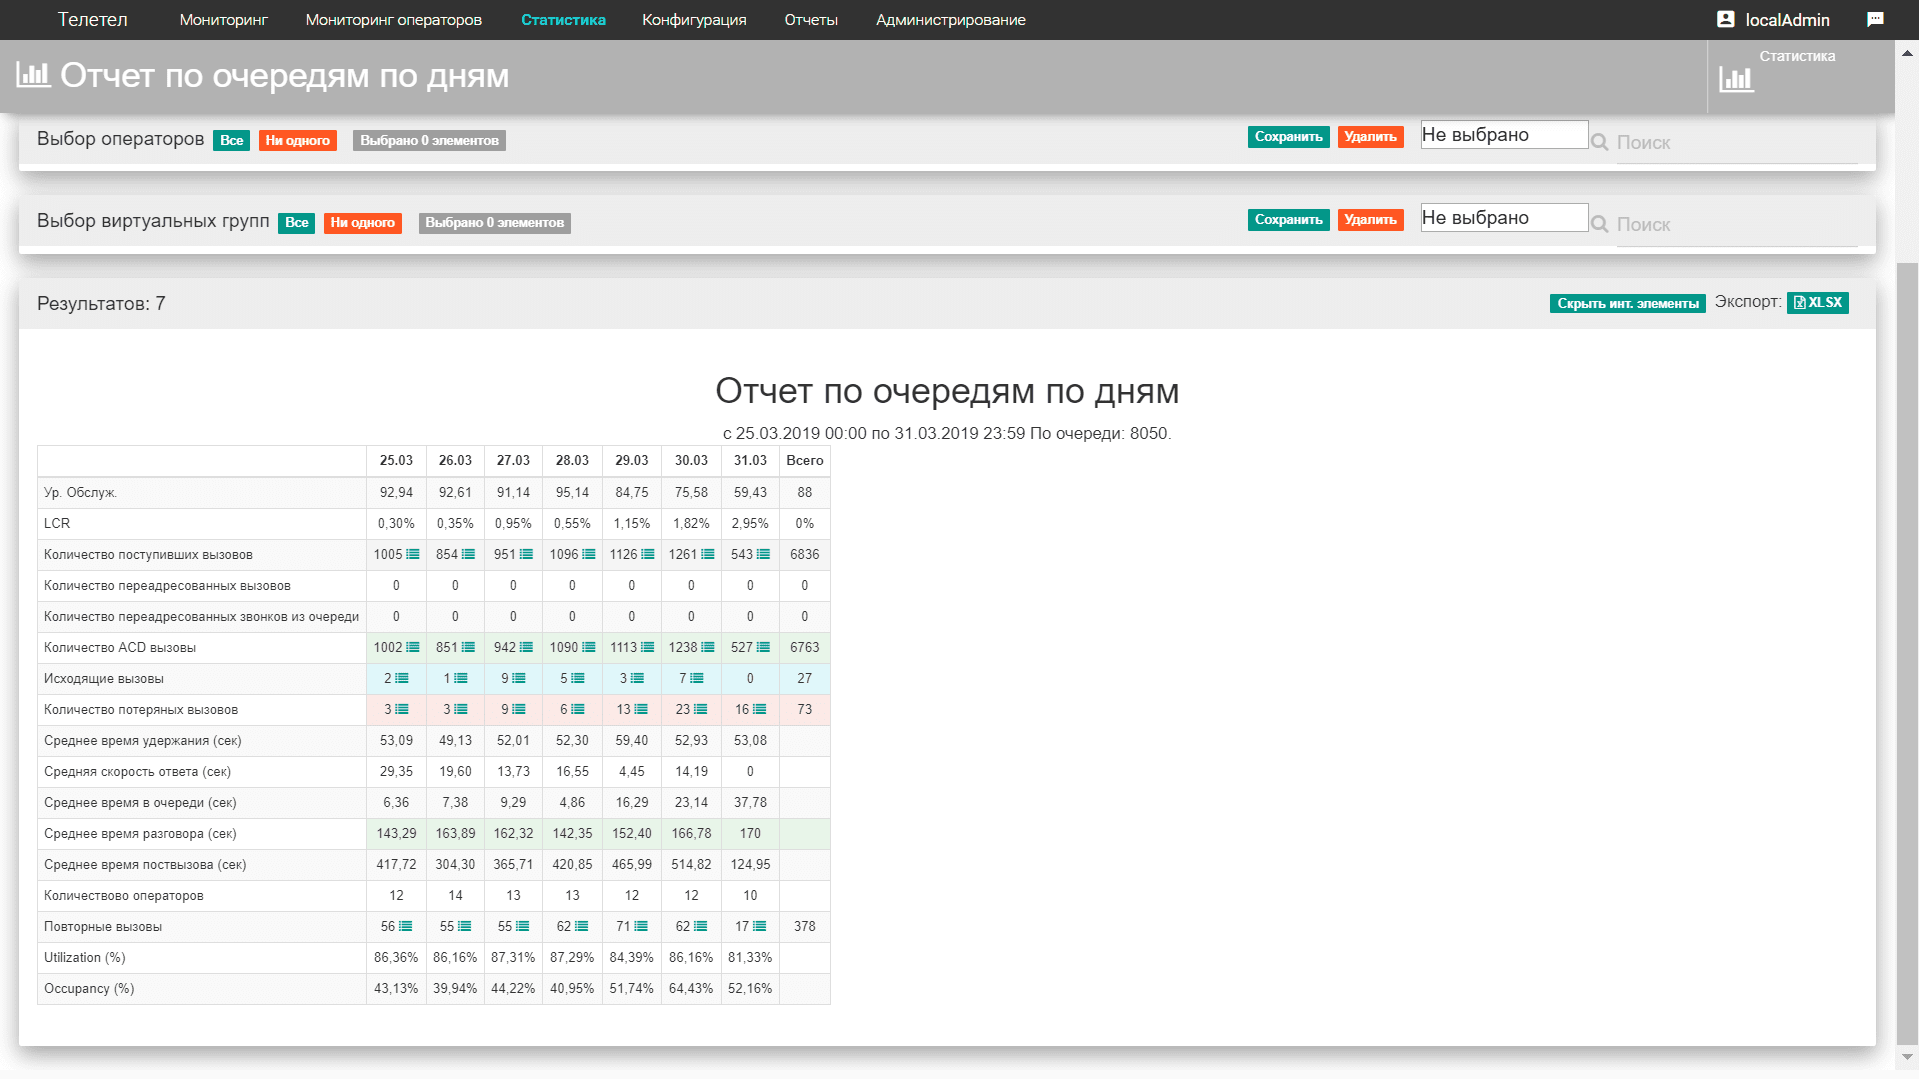 Телетел Мониторинг Мониторинг операторов Статистика Конфигурация Отчеты Администрирование localAdmin
Отчет по очередям по дням Статистика
Выбор операторов Все Ни одного Выбрано 0 элементов Сохранить Удалить Не выбрано Поиск
Выбор виртуальных групп Все Ни одного Выбрано 0 элементов Сохранить Удалить Не выбрано Поиск
Результатов: 7 Скрыть инт. элементы Экспорт: XLSX
Отчет по очередям по дням
с 25.03.2019 00:00 по 31.03.2019 23:59 По очереди: 8050.
25.03 26.03 27.03 28.03 29.03 30.03 31.03 Всего
Ур. Обслуж. 92,94 92,61 91,14 95,14 84,75 75,58 59,43 88
LCR 0,30% 0,35% 0,95% 0,55% 1,15% 1,82% 2,95% 0%
Количество поступивших вызовов 1005 854 951 1096 1126 1261 543 6836
Количество переадресованных вызовов 0 0 0 0 0 0 0 0
Количество переадресованных звонков из очереди 0 0 0 0 0 0 0 0
Количество ACD вызовы 1002 851 942 1090 1113 1238 527 6763
Исходящие вызовы 2 1 9 5 3 7 0 27
Количество потеряных вызовов 3 3 9 6 13 23 16 73
Среднее время удержания (сек) 53,09 49,13 52,01 52,30 59,40 52,93 53,08
Средняя скорость ответа (сек) 29,35 19,60 13,73 16,55 4,45 14,19 0
Среднее время в очереди (сек) 6,36 7,38 9,29 4,86 16,29 23,14 37,78
Среднее время разговора (сек) 143,29 163,89 162,32 142,35 152,40 166,78 170
Среднее время поствызова (сек) 417,72 304,30 365,71 420,85 465,99 514,82 124,95
Количествово операторов 12 14 13 13 12 12 10
Повторные вызовы 56 55 55 62 71 62 17 378
Utilization (%) 86,36% 86,16% 87,31% 87,29% 84,39% 86,16% 81,33%
Occupancy (%) 43,13% 39,94% 44,22% 40,95% 51,74% 64,43% 52,16%